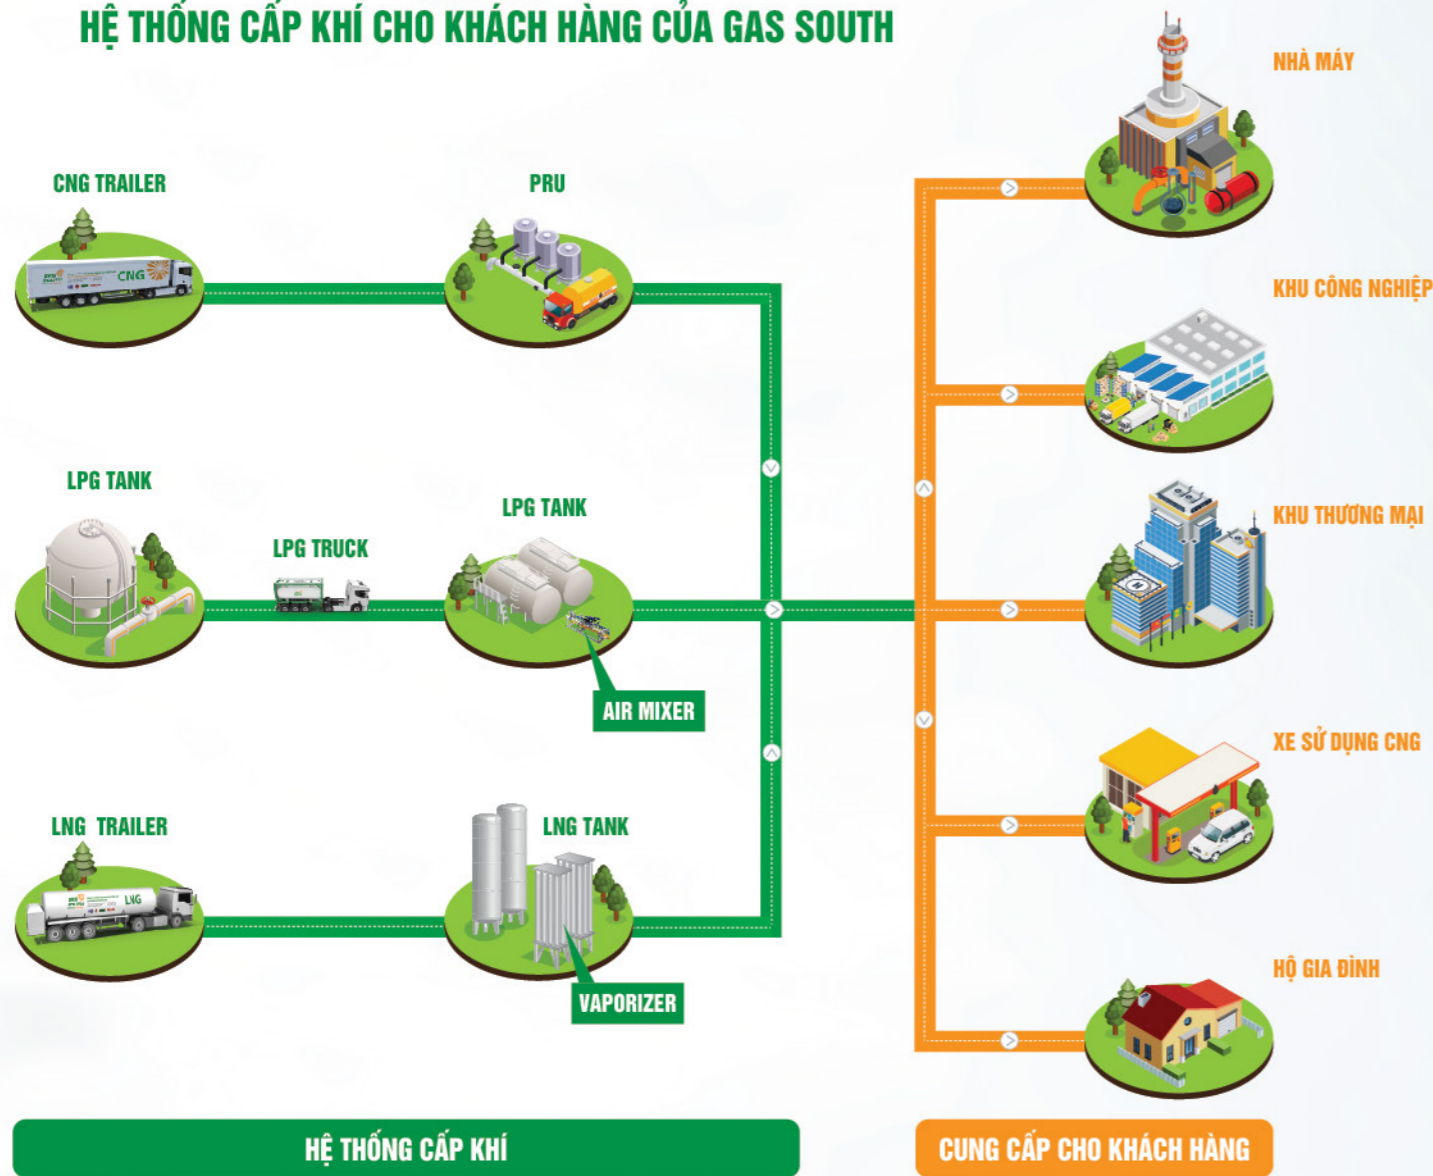 HỆ THỐNG CẤP KHÍ CHO KHÁCH HÀNG CỦA GAS SOUTH
NHÀ MÁY
CNG TRAILER
PRU
CNG
KHU CÔNG NGHIỆP
LPG TANK
LPG TANK
LPG TRUCK
KHU THƯƠNG MẠI
H
AIR MIXER
XE SỬ DỤNG CNG
LNG TRAILER
LNG TANK
LNG
HỘ GIA ĐÌNH
VAPORIZER
HỆ THỐNG CẤP KHÍ
CUNG CẤP CHO KHÁCH HÀNG